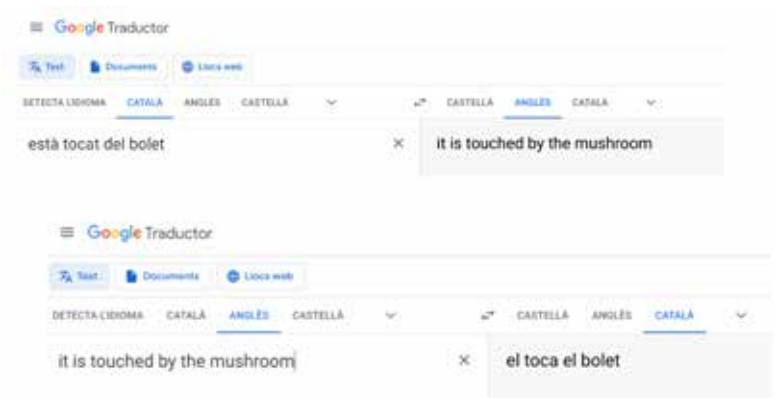 Google Traductor
Text Documents Llocs web
DETECTA L'IDIOMA CATALÀ ANGLÈS CASTELLÀ CASTELLÀ ANGLÈS CATALÀ
està tocat del bolet × it is touched by the mushroom
Google Traductor
Text Documents Llocs web
DETECTA L'IDIOMA CATALÀ ANGLÈS CASTELLÀ CASTELLÀ ANGLÈS CATALÀ
it is touched by the mushroom × el toca el bolet